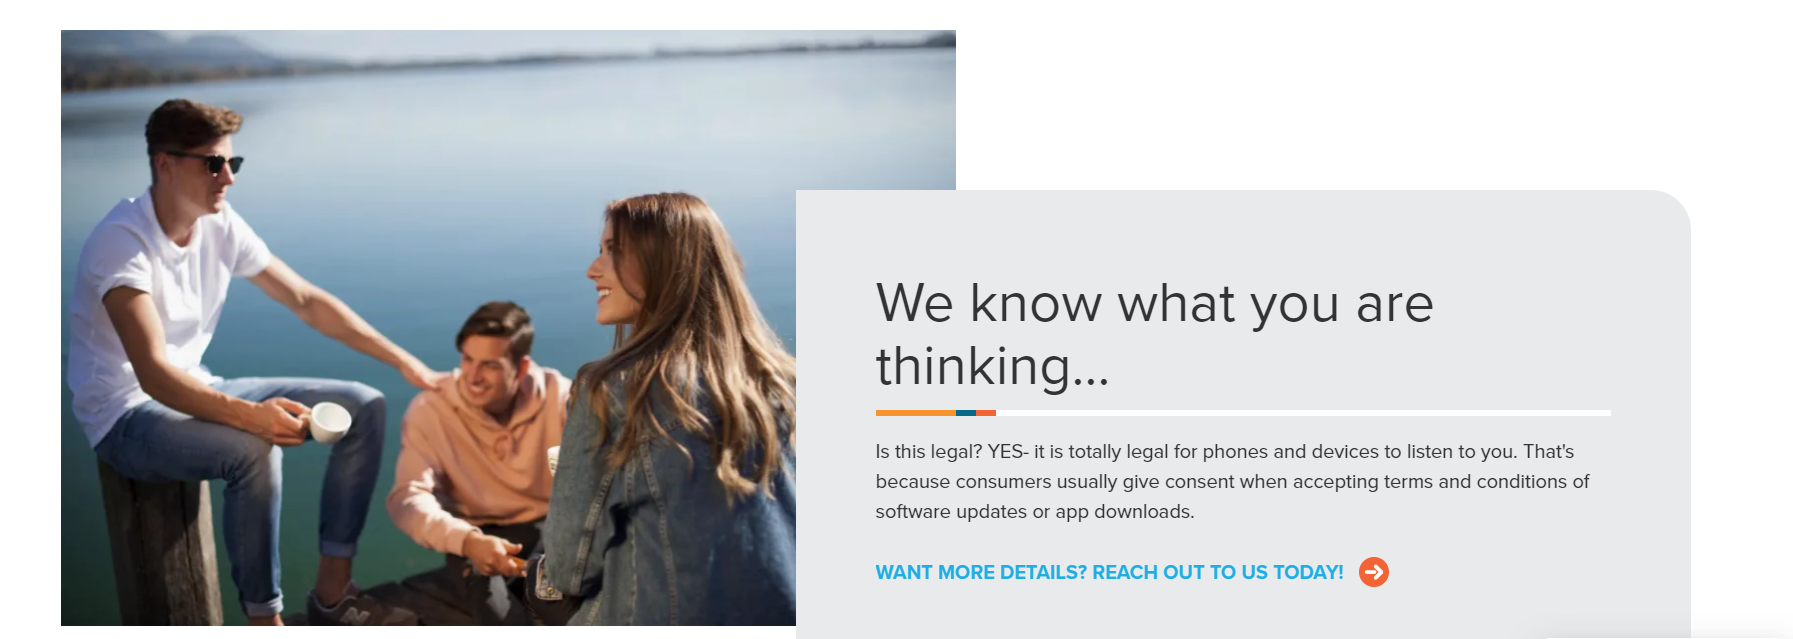 We know what you are
thinking...
Is this legal? YES- it is totally legal for phones and devices to listen to you. That's
because consumers usually give consent when accepting terms and conditions of
software updates or app downloads.
WANT MORE DETAILS? REACH OUT TO US TODAY!